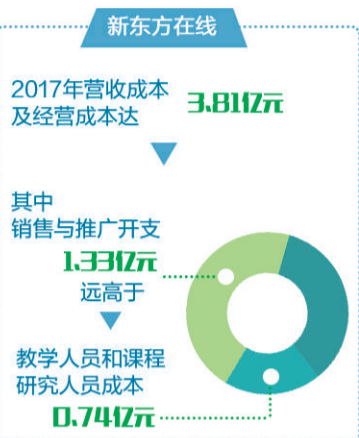 新东方在线
2017年营收成本
及经营成本达
3.81亿元
其中
销售与推广开支
1.33亿元
远高于
教学人员和课程
研究人员成本
0.74亿元